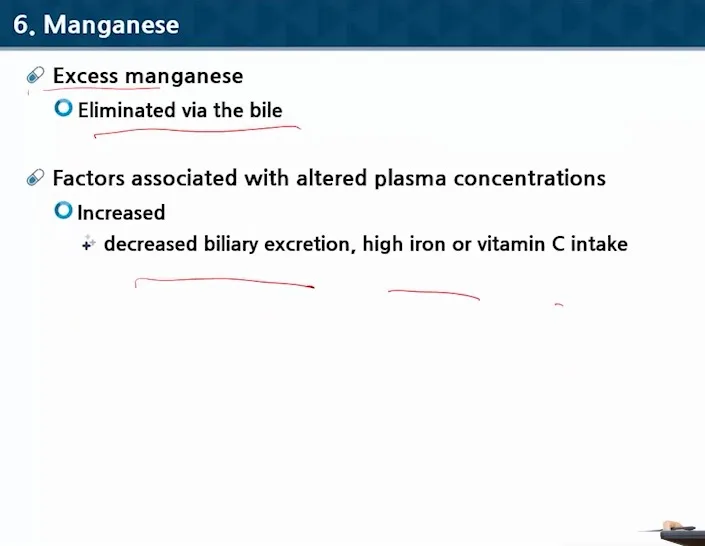 6. Manganese
Excess manganese
Eliminated via the bile
Factors associated with altered plasma concentrations
Increased
decreased biliary excretion, high iron or vitamin C intake